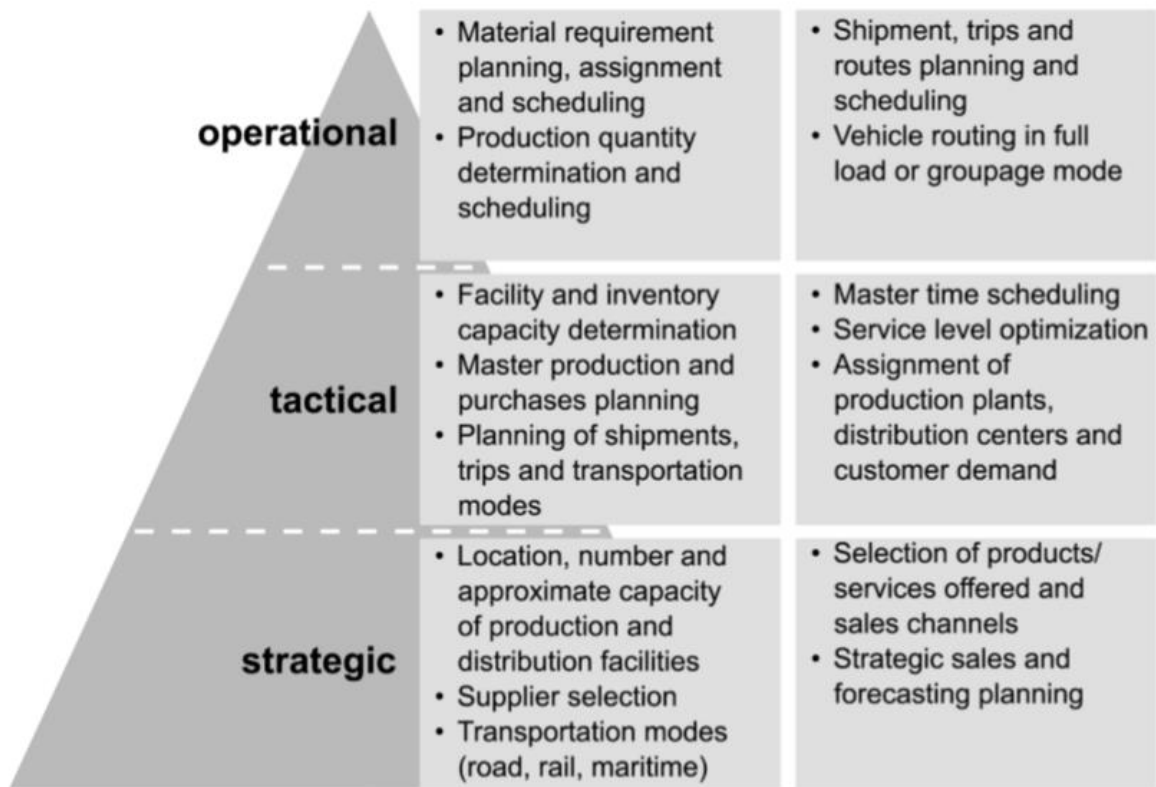 operational
• Material requirement
planning, assignment
and scheduling
• Production quantity
determination and
scheduling
• Shipment, trips and
routes planning and
scheduling
• Vehicle routing in full
load or groupage mode
tactical
• Facility and inventory
capacity determination
• Master production and
purchases planning
• Planning of shipments,
trips and transportation
modes
• Master time scheduling
• Service level optimization
• Assignment of
production plants,
distribution centers and
customer demand
strategic
• Location, number and
approximate capacity
of production and
distribution facilities
• Supplier selection
• Transportation modes
(road, rail, maritime)
• Selection of products/
services offered and
sales channels
• Strategic sales and
forecasting planning